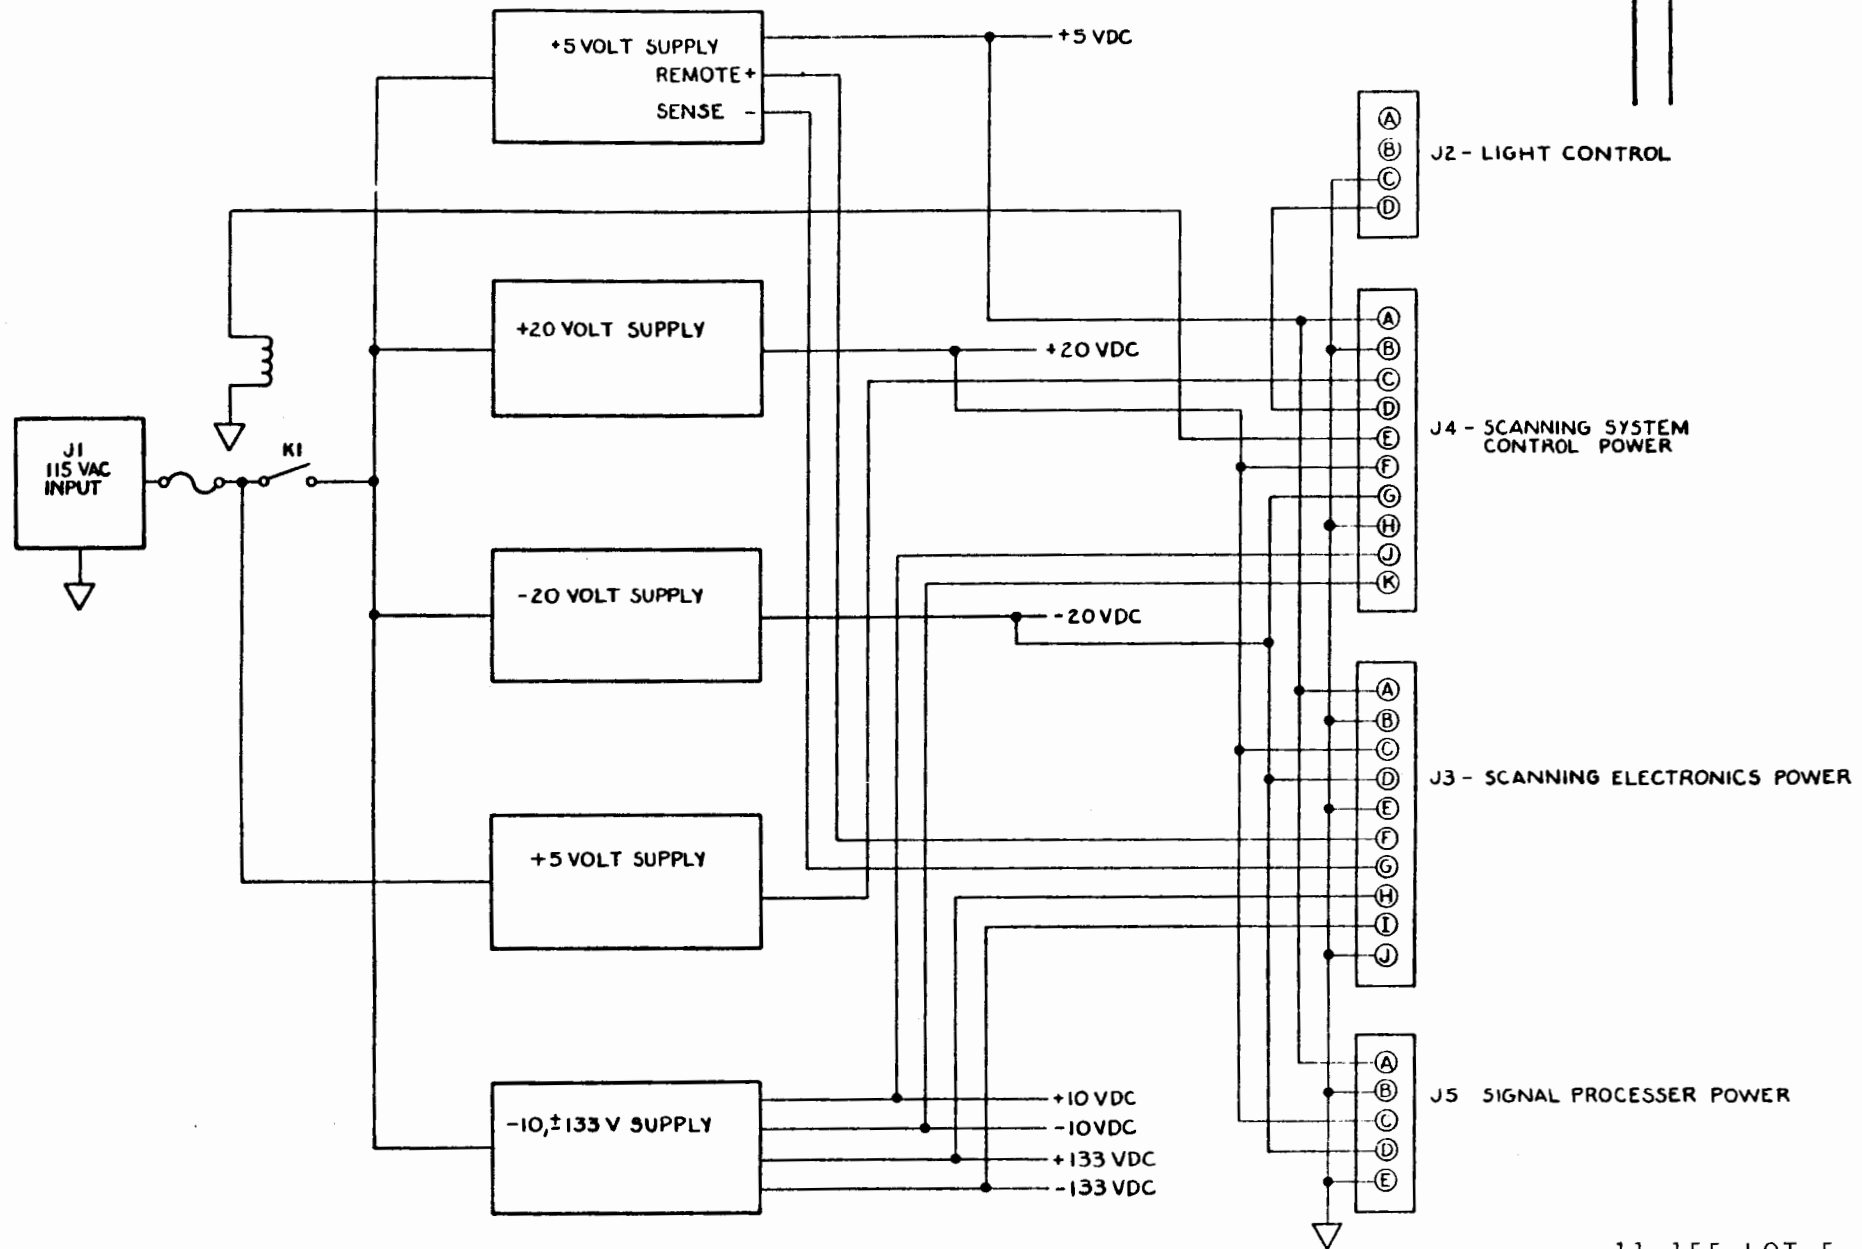 +5 VOLT SUPPLY
REMOTE +
SENSE -
+5 VDC
A
B
C
D
J2 - LIGHT CONTROL
+20 VOLT SUPPLY
+20 VDC
A
B
C
D
E
F
G
H
J
K
J4 - SCANNING SYSTEM
CONTROL POWER
J1
115 VAC
INPUT
K1
-20 VOLT SUPPLY
-20 VDC
A
B
C
D
E
F
G
H
I
J
J3 - SCANNING ELECTRONICS POWER
+5 VOLT SUPPLY
-10, ±133 V SUPPLY
+10 VDC
-10VDC
+133 VDC
-133 VDC
A
B
C
D
E
J5 SIGNAL PROCESSER POWER